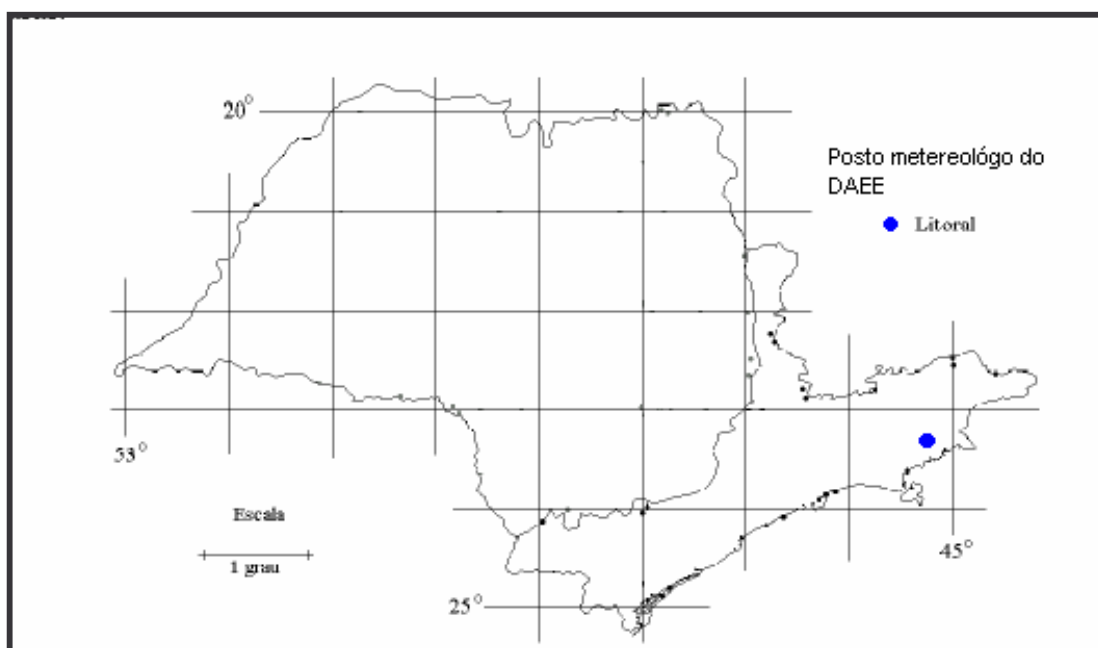 20°
Posto metereológo do
DAEE
Litoral
53°
Escala
1 grau
45°
25°